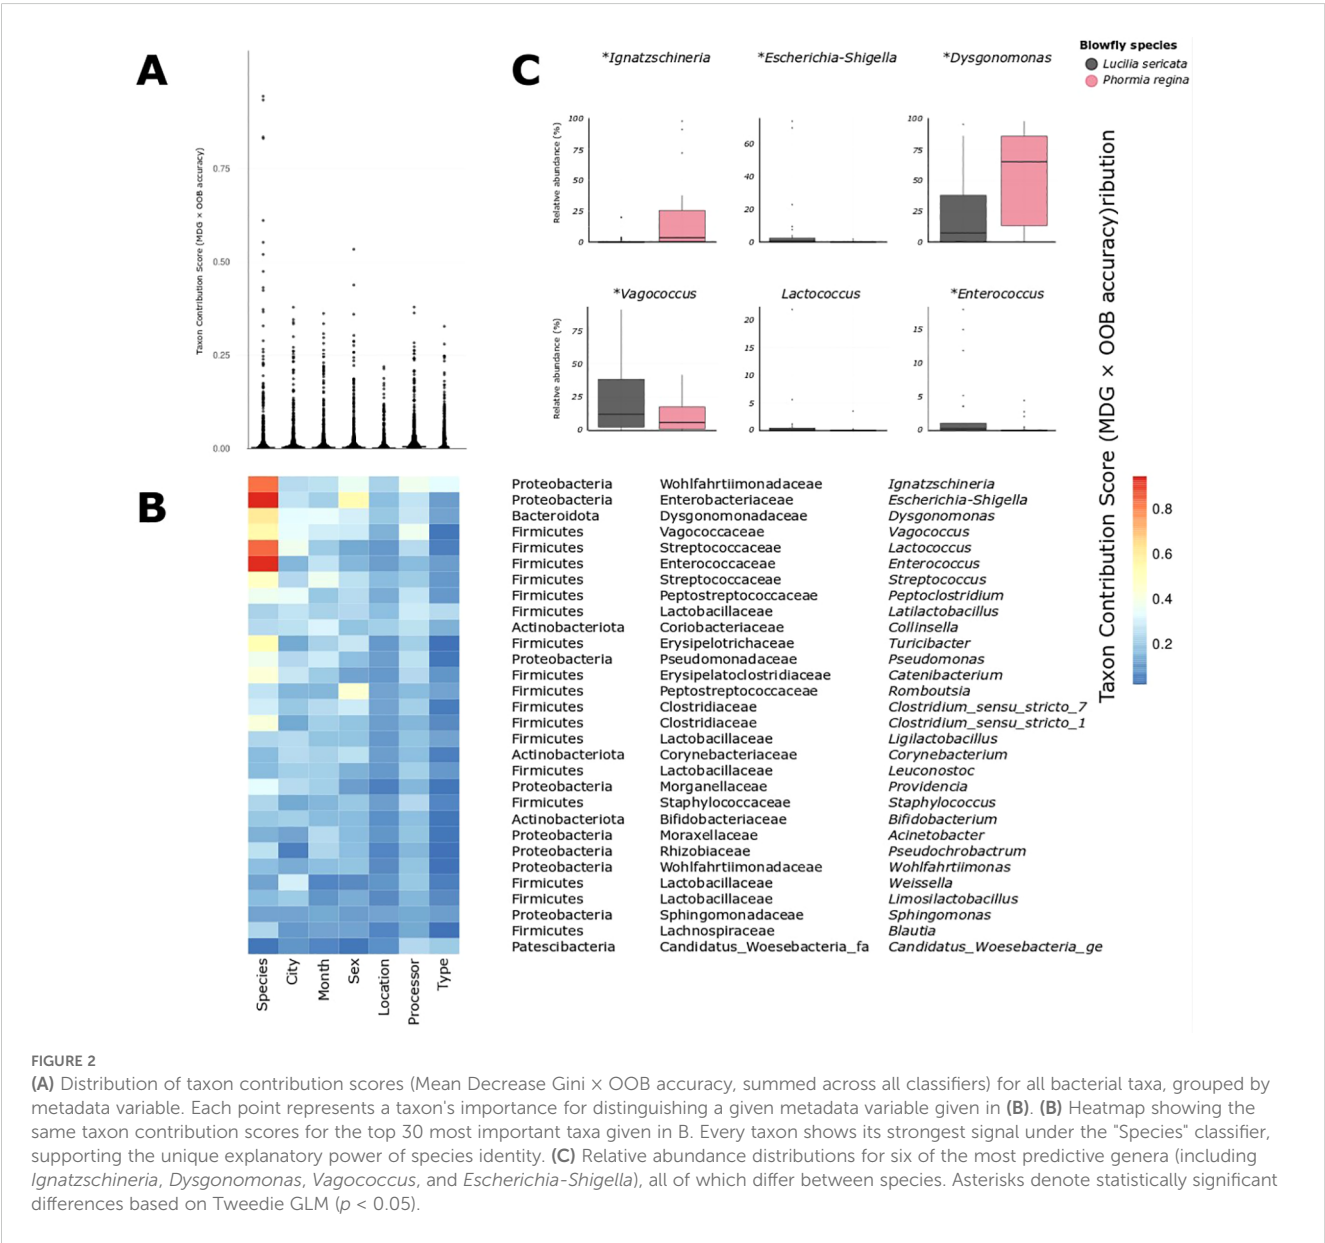 A
Taxon Contribution Score (MDG × OOB accuracy)
0.75
0.50
0.25
0.00
C
*Ignatzschineria
*Escherichia-Shigella
*Dysgonomonas
Blowfly species
Lucilia sericata
Phormia regina
Relative abundance (%)
100
75
50
25
0
60
40
20
0
100
75
50
25
0
*Vagococcus
Lactococcus
*Enterococcus
Relative abundance (%)
75
50
25
0
20
15
10
5
0
15
10
5
0
Taxon Contribution Score (MDG × OOB accuracy)ribution
0.8
0.6
0.4
0.2
B
Proteobacteria Wohlfahrtiimonadaceae Ignatzschineria
Proteobacteria Enterobacteriaceae Escherichia-Shigella
Bacteroidota Dysgonomonadaceae Dysgonomonas
Firmicutes Vagococcaceae Vagococcus
Firmicutes Streptococcaceae Lactococcus
Firmicutes Enterococcaceae Enterococcus
Firmicutes Streptococcaceae Streptococcus
Firmicutes Peptostreptococcaceae Peptoclostridium
Firmicutes Lactobacillaceae Latilactobacillus
Actinobacteriota Coriobacteriaceae Collinsella
Firmicutes Erysipelotrichaceae Turicibacter
Proteobacteria Pseudomonadaceae Pseudomonas
Firmicutes Erysipelatoclostridiaceae Catenibacterium
Firmicutes Peptostreptococcaceae Romboutsia
Firmicutes Clostridiaceae Clostridium_sensu_stricto_7
Firmicutes Clostridiaceae Clostridium_sensu_stricto_1
Firmicutes Lactobacillaceae Ligilactobacillus
Actinobacteriota Corynebacteriaceae Corynebacterium
Firmicutes Lactobacillaceae Leuconostoc
Proteobacteria Morganellaceae Providencia
Firmicutes Staphylococcaceae Staphylococcus
Actinobacteriota Bifidobacteriaceae Bifidobacterium
Proteobacteria Moraxellaceae Acinetobacter
Proteobacteria Rhizobiaceae Pseudochrobactrum
Proteobacteria Wohlfahrtiimonadaceae Wohlfahrtiimonas
Firmicutes Lactobacillaceae Weissella
Firmicutes Lactobacillaceae Limosilactobacillus
Proteobacteria Sphingomonadaceae Sphingomonas
Firmicutes Lachnospiraceae Blautia
Patescibacteria Candidatus_Woesebacteria_fa Candidatus_Woesebacteria_ge
Species
City
Month
Sex
Location
Processor
Type
FIGURE 2
(A) Distribution of taxon contribution scores (Mean Decrease Gini × OOB accuracy, summed across all classifiers) for all bacterial taxa, grouped by
metadata variable. Each point represents a taxon's importance for distinguishing a given metadata variable given in (B). (B) Heatmap showing the
same taxon contribution scores for the top 30 most important taxa given in B. Every taxon shows its strongest signal under the "Species" classifier,
supporting the unique explanatory power of species identity. (C) Relative abundance distributions for six of the most predictive genera (including
Ignatzschineria, Dysgonomonas, Vagococcus, and Escherichia-Shigella), all of which differ between species. Asterisks denote statistically significant
differences based on Tweedie GLM (p < 0.05).